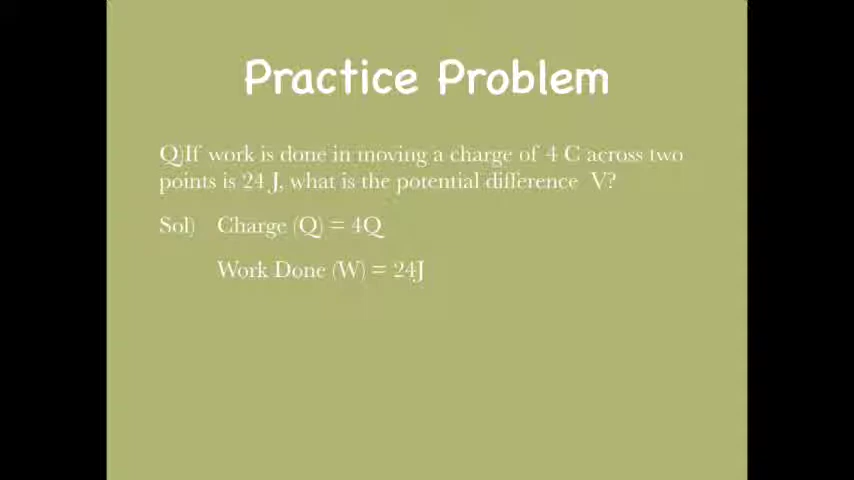 Practice Problem
Q)If work is done in moving a charge of 4 C across two
points is 24 J, what is the potential difference V?
Sol) Charge (Q) = 4Q
Work Done (W) = 24J